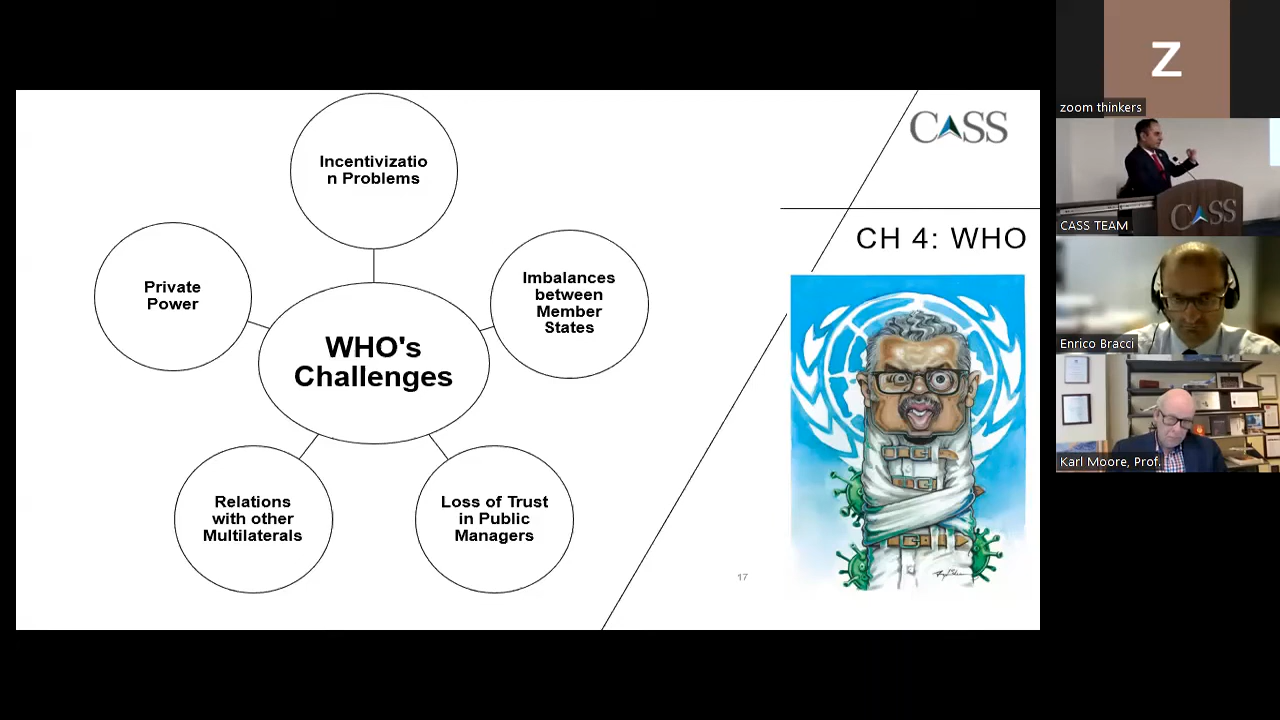 Incentivizatio
n Problems
Private
Power
Imbalances
between
Member
States
WHO's
Challenges
Relations
with other
Multilaterals
Loss of Trust
in Public
Managers
17
CASS
CH 4: WHO
Z
zoom thinkers
CASS
CASS TEAM
Enrico Bracci
Karl Moore, Prof.